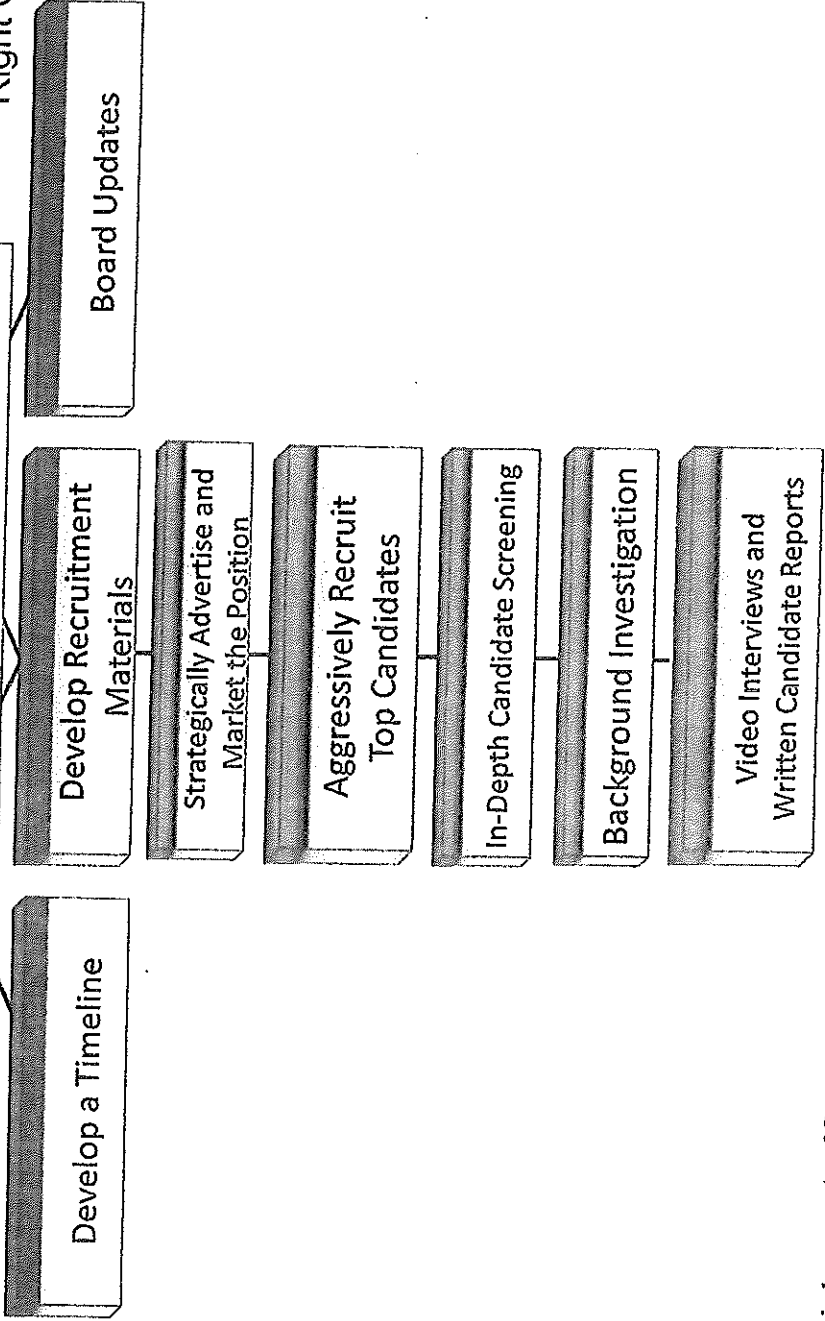 Develop a Timeline
Develop Recruitment
Materials
Strategically Advertise and
Market the Position
Aggressively Recruit
Top Candidates
In-Depth Candidate Screening
Background Investigation
Video Interviews and
Written Candidate Reports
Board Updates